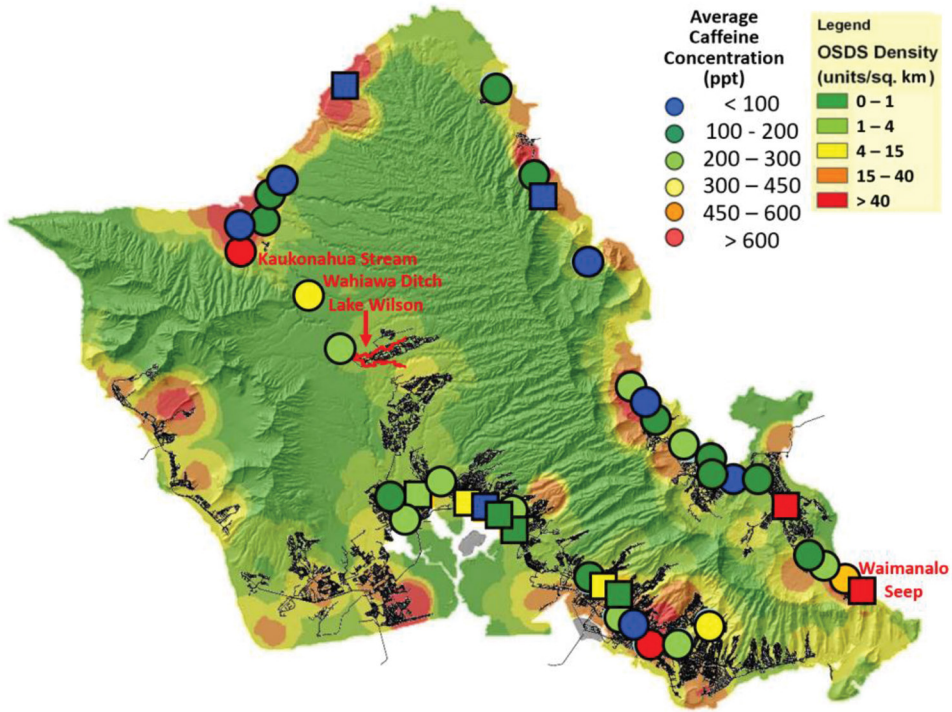 Average
Caffeine
Concentration
(ppt)
< 100
100 - 200
200 – 300
300 – 450
450 – 600
> 600
Legend
OSDS Density
(units/sq. km)
0 – 1
1 – 4
4 – 15
15 – 40
> 40
Kaukonahua Stream
Wahiawa Ditch
Lake Wilson
Waimanalo
Seep